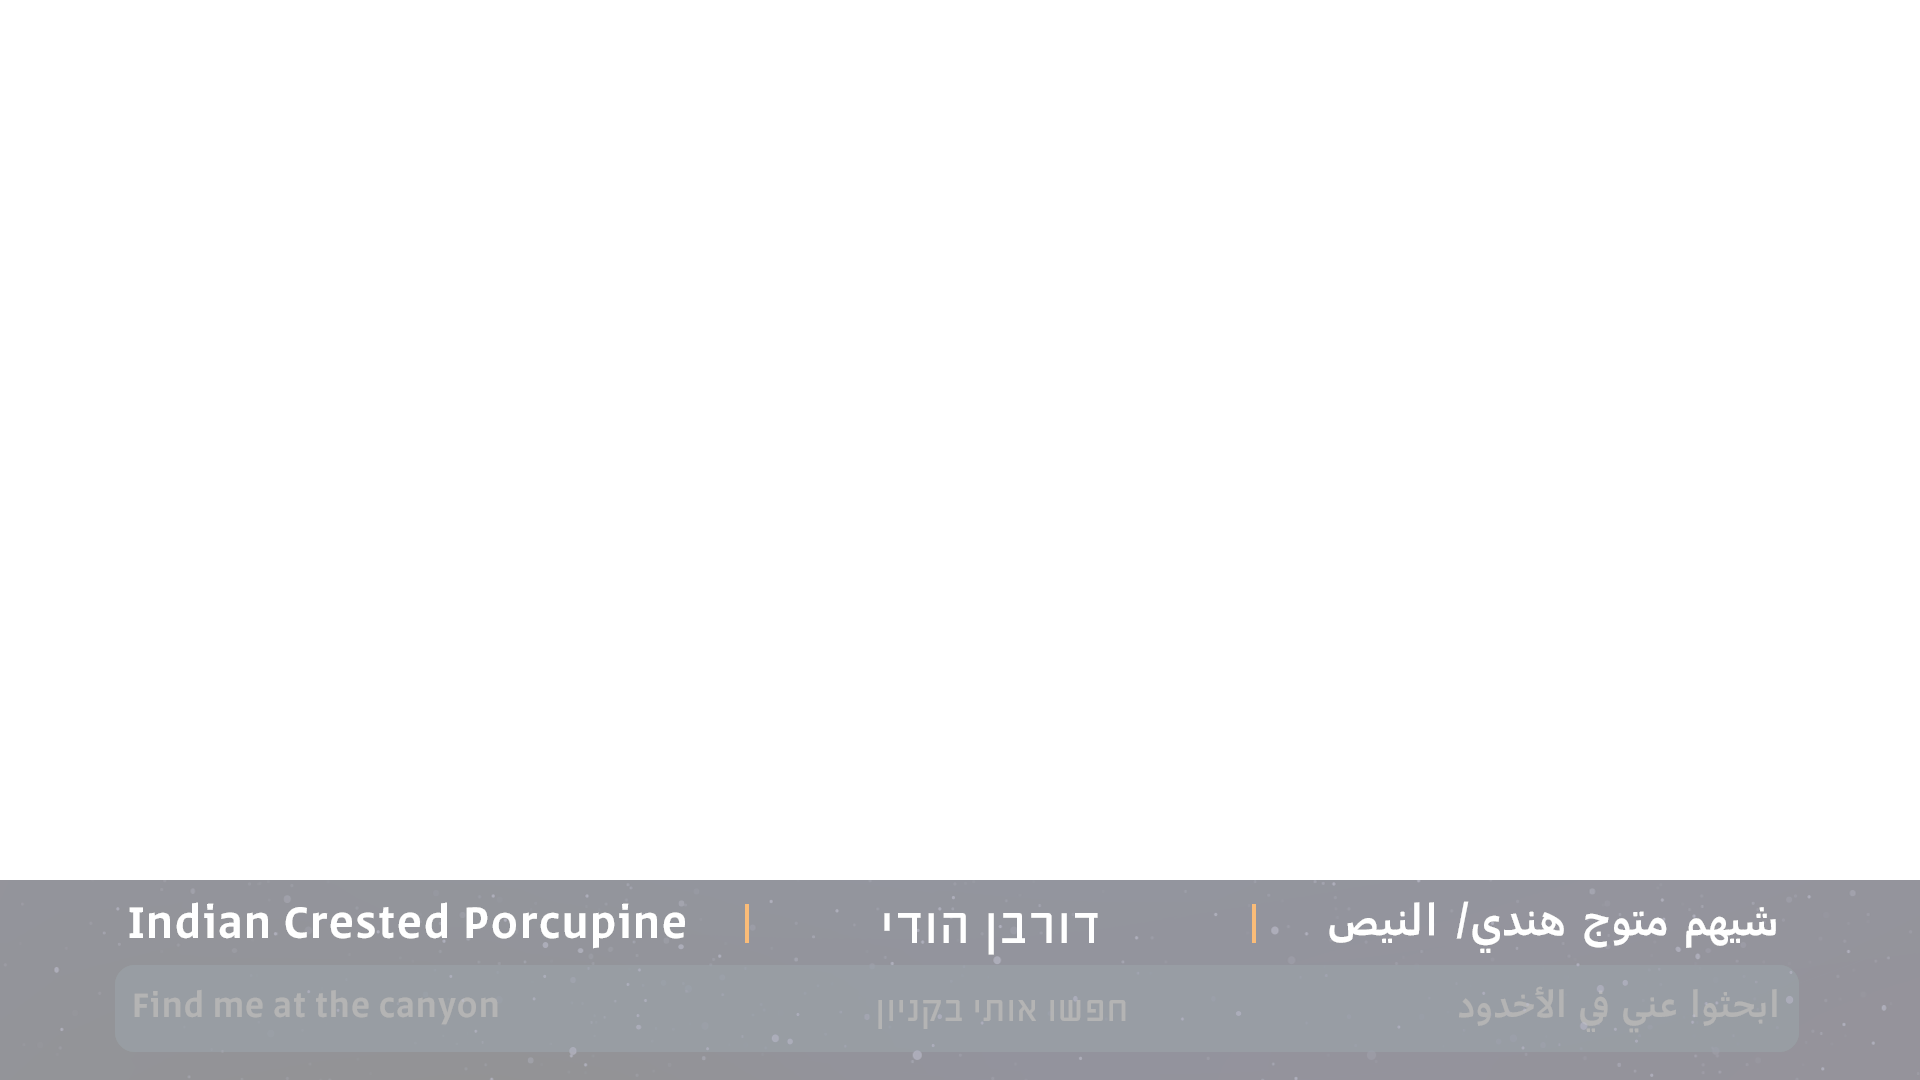 Indian Crested Porcupine | דורבן הודי | شيهم متوج هندي/ النيص
Find me at the canyon חפשו אותי בקניון ابحثوا عني في الأخدود